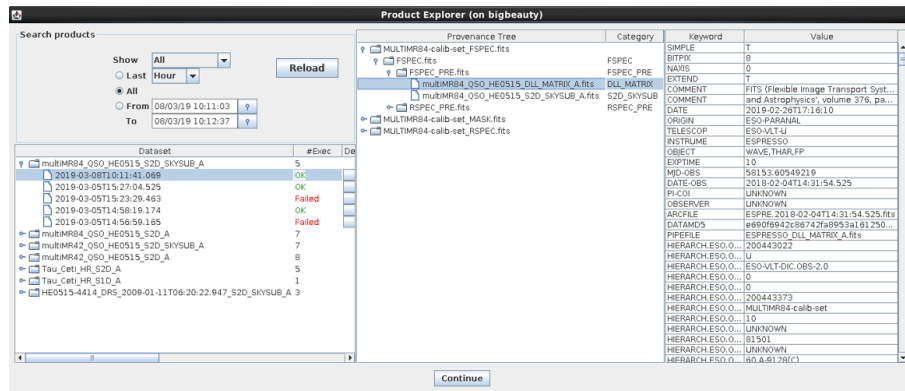 Product Explorer (on bigbeauty)
Search products
Show All
Last Hour
Reload
All
From 08/03/19 10:11:03
To 08/03/19 10:12:37
Dataset #Exec De
multiMR84_QSO_HE0515_S2D_SKYSUB_A 5
2019-03-08T10:11:41.069 OK
2019-03-05T15:27:04.525 OK
2019-03-05T15:23:29.463 Failed
2019-03-05T14:58:19.174 OK
2019-03-05T14:56:59.165 Failed
multiMR84_QSO_HE0515_S2D_A 7
multiMR42_QSO_HE0515_S2D_SKYSUB_A 7
multiMR42_QSO_HE0515_S2D_A 8
Tau_Ceti_HR_S2D_A 5
Tau_Ceti_HR_S1D_A 1
HE0515-4414_DRS_2009-01-11T06:20:22.947_S2D_SKYSUB_A 3
Provenance Tree Category
MULTIMR84-calib-set_FSPEC.fits
FSPEC.fits FSPEC
FSPEC_PRE.fits FSPEC_PRE
multiMR84_QSO_HE0515_DLL_MATRIX_A.fits DLL_MATRIX
multiMR84_QSO_HE0515_S2D_SKYSUB_A.fits S2D_SKYSUB
RSPEC_PRE.fits RSPEC_PRE
MULTIMR84-calib-set_MASK.fits
MULTIMR84-calib-set_RSPEC.fits
Keyword Value
SIMPLE T
BITPIX 8
NAXIS 0
EXTEND T
COMMENT FITS (Flexible Image Transport Syst...
COMMENT and Astrophysics', volume 376, pa...
DATE 2019-02-26T17:16:10
ORIGIN ESO-PARANAL
TELESCOP ESO-VLT-U
INSTRUME ESPRESSO
OBJECT WAVE,THAR,FP
EXPTIME 10
MJD-OBS 58153.60549219
DATE-OBS 2018-02-04T14:31:54.525
PI-COI UNKNOWN
OBSERVER UNKNOWN
ARCFILE ESPRE.2018-02-04T14:31:54.525.fits
DATAMD5 e690f6942c86742fa8953a161250...
PIPEFILE ESPRESSO_DLL_MATRIX_A.fits
HIERARCH.ESO.O... 200443022
HIERARCH.ESO.O... U
HIERARCH.ESO.O... ESO-VLT-DIC.OBS-2.0
HIERARCH.ESO.O... 0
HIERARCH.ESO.O... 0
HIERARCH.ESO.O... 200443373
HIERARCH.ESO.O... MULTIMR84-calib-set
HIERARCH.ESO.O... 10
HIERARCH.ESO.O... UNKNOWN
HIERARCH.ESO.O... 81501
HIERARCH.ESO.O... UNKNOWN
HIERARCH.ESO.O... 60.A-9128(C)
Continue